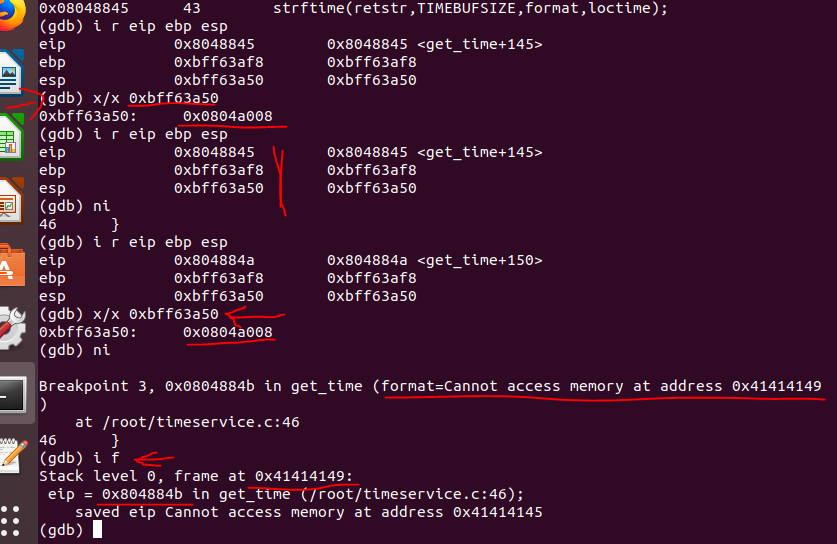 0x08048845      43        strftime(retstr,TIMEBUFSIZE,format,loctime);
(gdb) i r eip ebp esp
eip            0x8048845        0x8048845 <get_time+145>
ebp            0xbff63af8       0xbff63af8
esp            0xbff63a50       0xbff63a50
(gdb) x/x 0xbff63a50
0xbff63a50:     0x0804a008
(gdb) i r eip ebp esp
eip            0x8048845        0x8048845 <get_time+145>
ebp            0xbff63af8       0xbff63af8
esp            0xbff63a50       0xbff63a50
(gdb) ni
46      }
(gdb) i r eip ebp esp
eip            0x804884a        0x804884a <get_time+150>
ebp            0xbff63af8       0xbff63af8
esp            0xbff63a50       0xbff63a50
(gdb) x/x 0xbff63a50
0xbff63a50:     0x0804a008
(gdb) ni
Breakpoint 3, 0x0804884b in get_time (format=Cannot access memory at address 0x41414149
)
    at /root/timeservice.c:46
46      }
(gdb) i f
Stack level 0, frame at 0x41414149:
 eip = 0x804884b in get_time (/root/timeservice.c:46);
    saved eip Cannot access memory at address 0x41414145
(gdb)